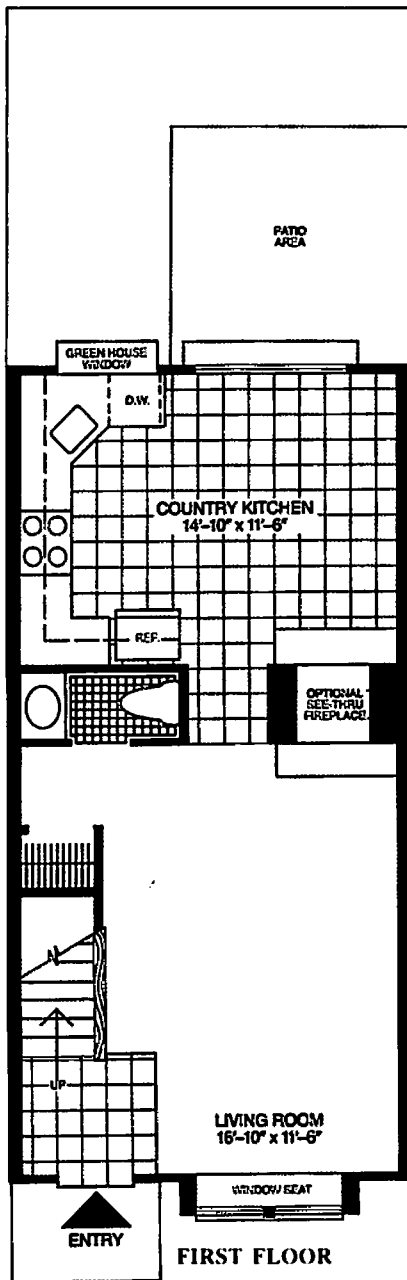 PATIO
AREA
GREEN HOUSE
WINDOW
D.W.
COUNTRY KITCHEN
14'-10" x 11'-6"
REF.
OPTIONAL
SEE-THRU
FIREPLACE
UP
LIVING ROOM
16'-10" x 11'-6"
WINDOW SEAT
ENTRY
FIRST FLOOR